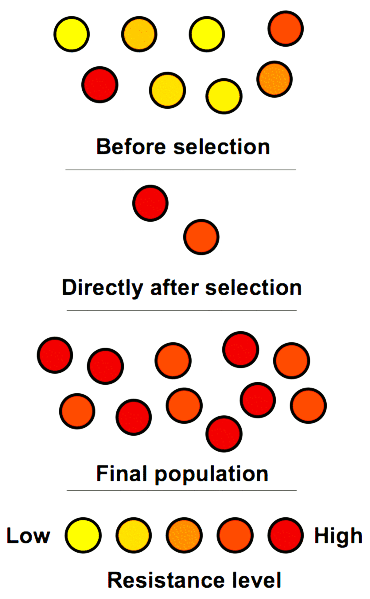 Before selection
Directly after selection
Final population
Low High
Resistance level